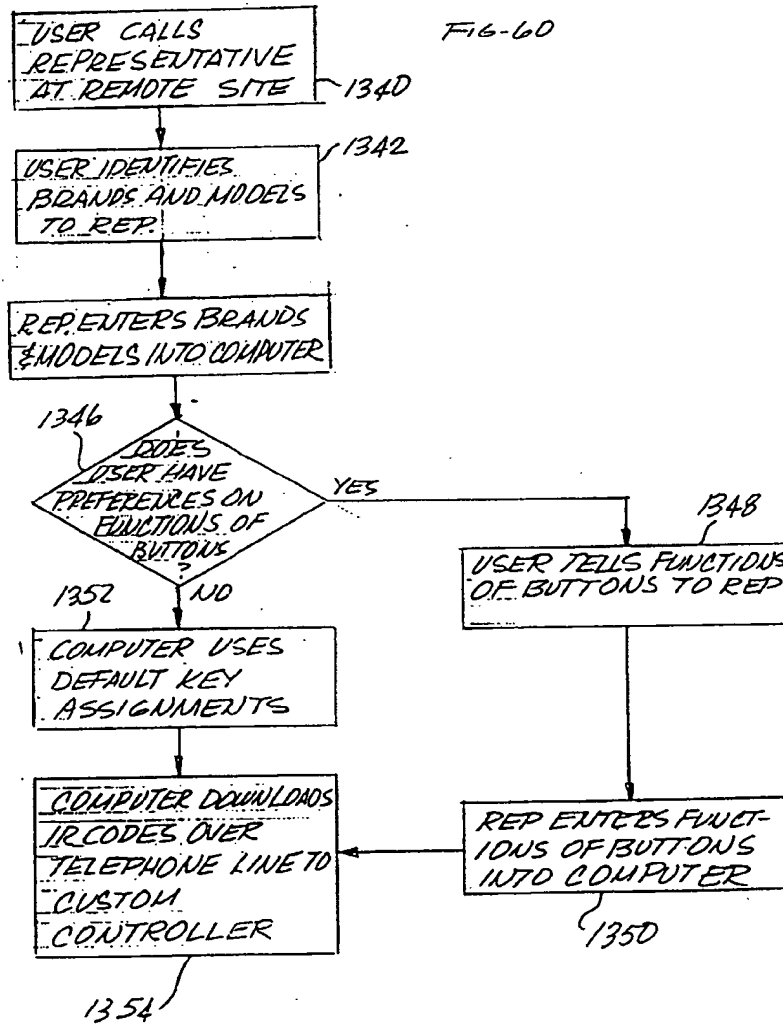 FIG-60
USER CALLS
REPRESENTATIVE
AT REMOTE SITE
1340
1342
USER IDENTIFIES
BRANDS AND MODELS
TO REP.
REP. ENTERS BRANDS
& MODELS INTO COMPUTER
1346
DOES
USER HAVE
PREFERENCES ON
FUNCTIONS OF
BUTTONS
?
YES
NO
1348
USER TELLS FUNCTIONS
OF BUTTONS TO REP
1352
COMPUTER USES
DEFAULT KEY
ASSIGNMENTS
COMPUTER DOWNLOADS
IR CODES OVER
TELEPHONE LINE TO
CUSTOM
CONTROLLER
1354
REP ENTERS FUNCT-
IONS OF BUTTONS
INTO COMPUTER
1350